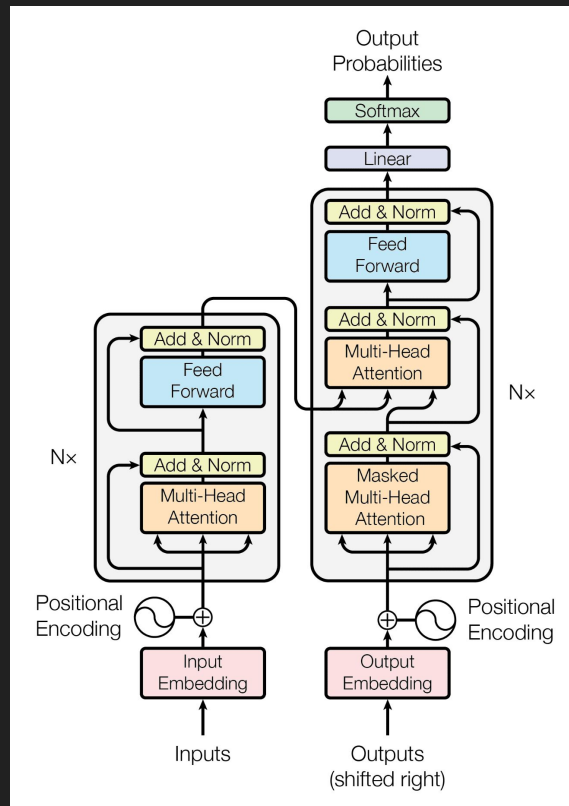 Output
Probabilities
Softmax
Linear
Add & Norm
Feed
Forward
Add & Norm
Multi-Head
Attention
Add & Norm
Masked
Multi-Head
Attention
N×
Add & Norm
Feed
Forward
Add & Norm
Multi-Head
Attention
N×
Positional
Encoding
Positional
Encoding
Input
Embedding
Output
Embedding
Inputs
Outputs
(shifted right)